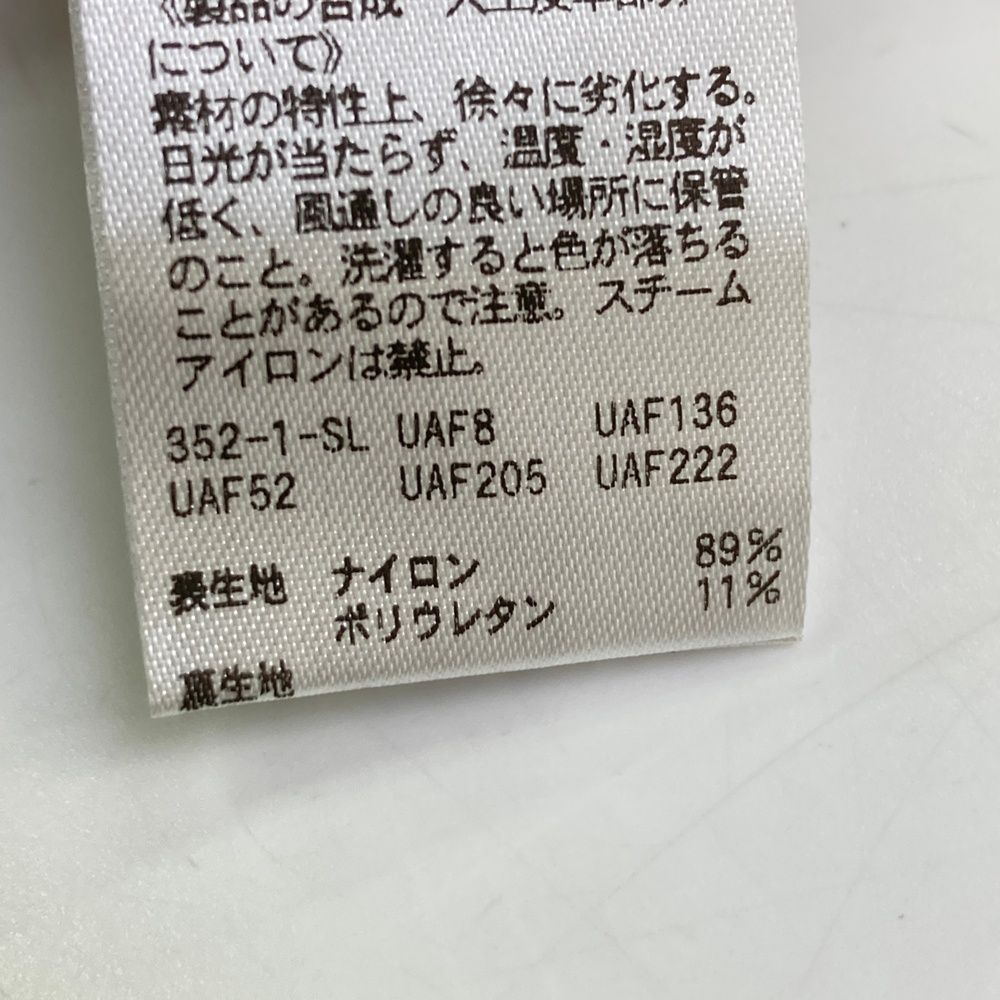 《製品の合成
について》
素材の特性上、徐々に劣化する。
日光が当たらず、温度・湿度が
低く、風通しの良い場所に保管
のこと。洗濯すると色が落ちる
ことがあるので注意。スチーム
アイロンは禁止。
352-1-SL UAF8 UAF136
UAF52 UAF205 UAF222
表生地 ナイロン 89%
ポリウレタン 11%
裏生地